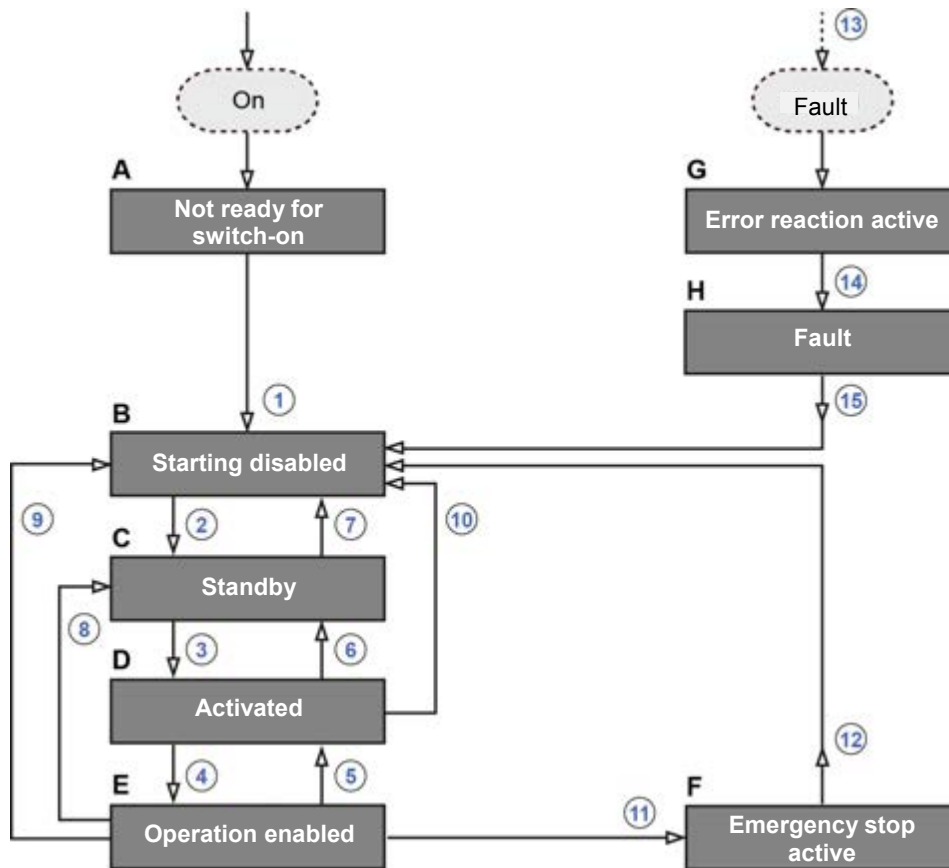 13
On
Fault
A
G
Not ready for
switch-on
Error reaction active
14
H
Fault
1
15
B
Starting disabled
9
2
7
10
C
Standby
8
3
6
D
Activated
12
4
5
E
F
11
Operation enabled
Emergency stop
active